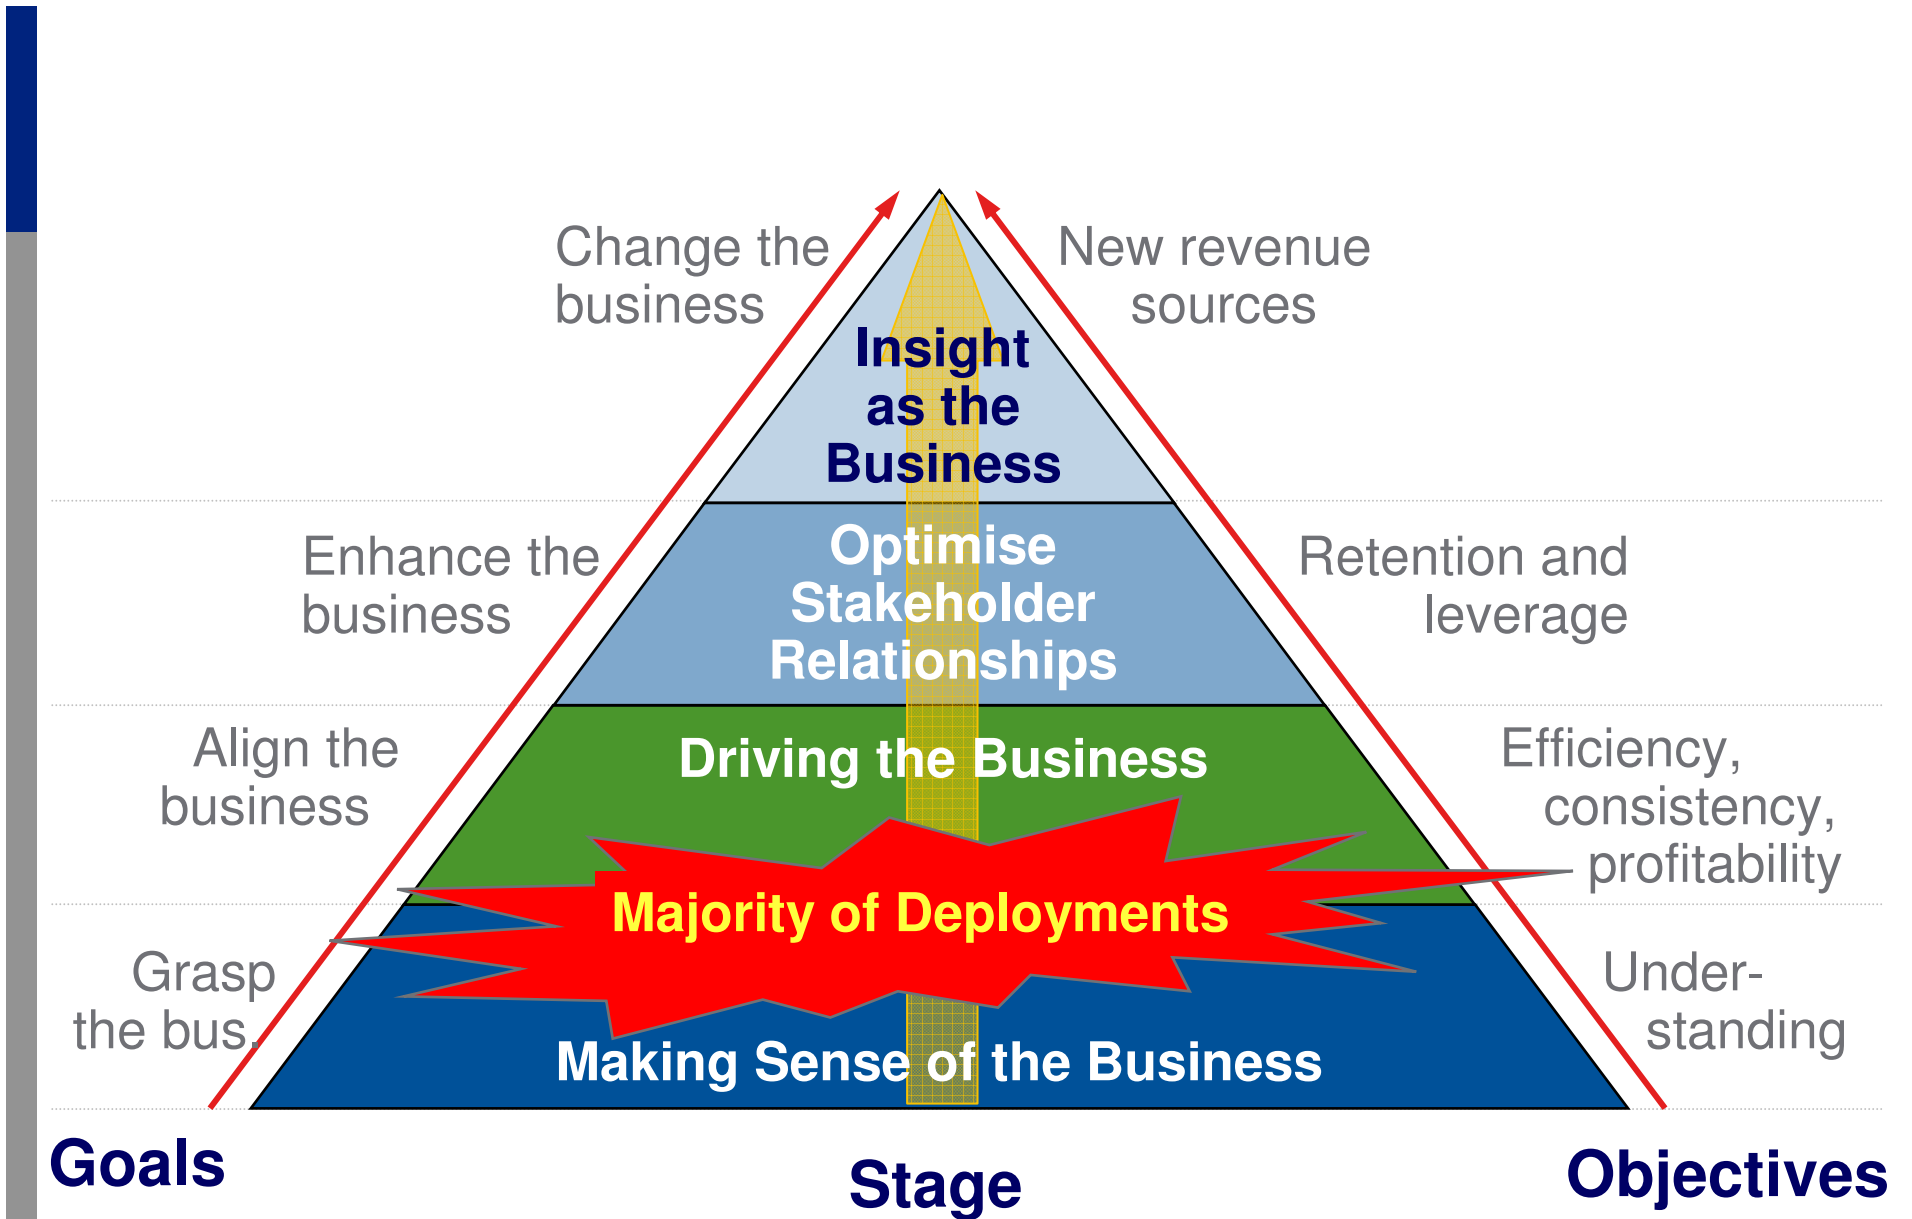 Change the
business
New revenue
sources
Insight
as the
Business
Enhance the
business
Optimise
Stakeholder
Relationships
Retention and
leverage
Align the
business
Driving the Business
Efficiency,
consistency,
profitability
Majority of Deployments
Grasp
the bus.
Under-
standing
Making Sense of the Business
Goals
Stage
Objectives